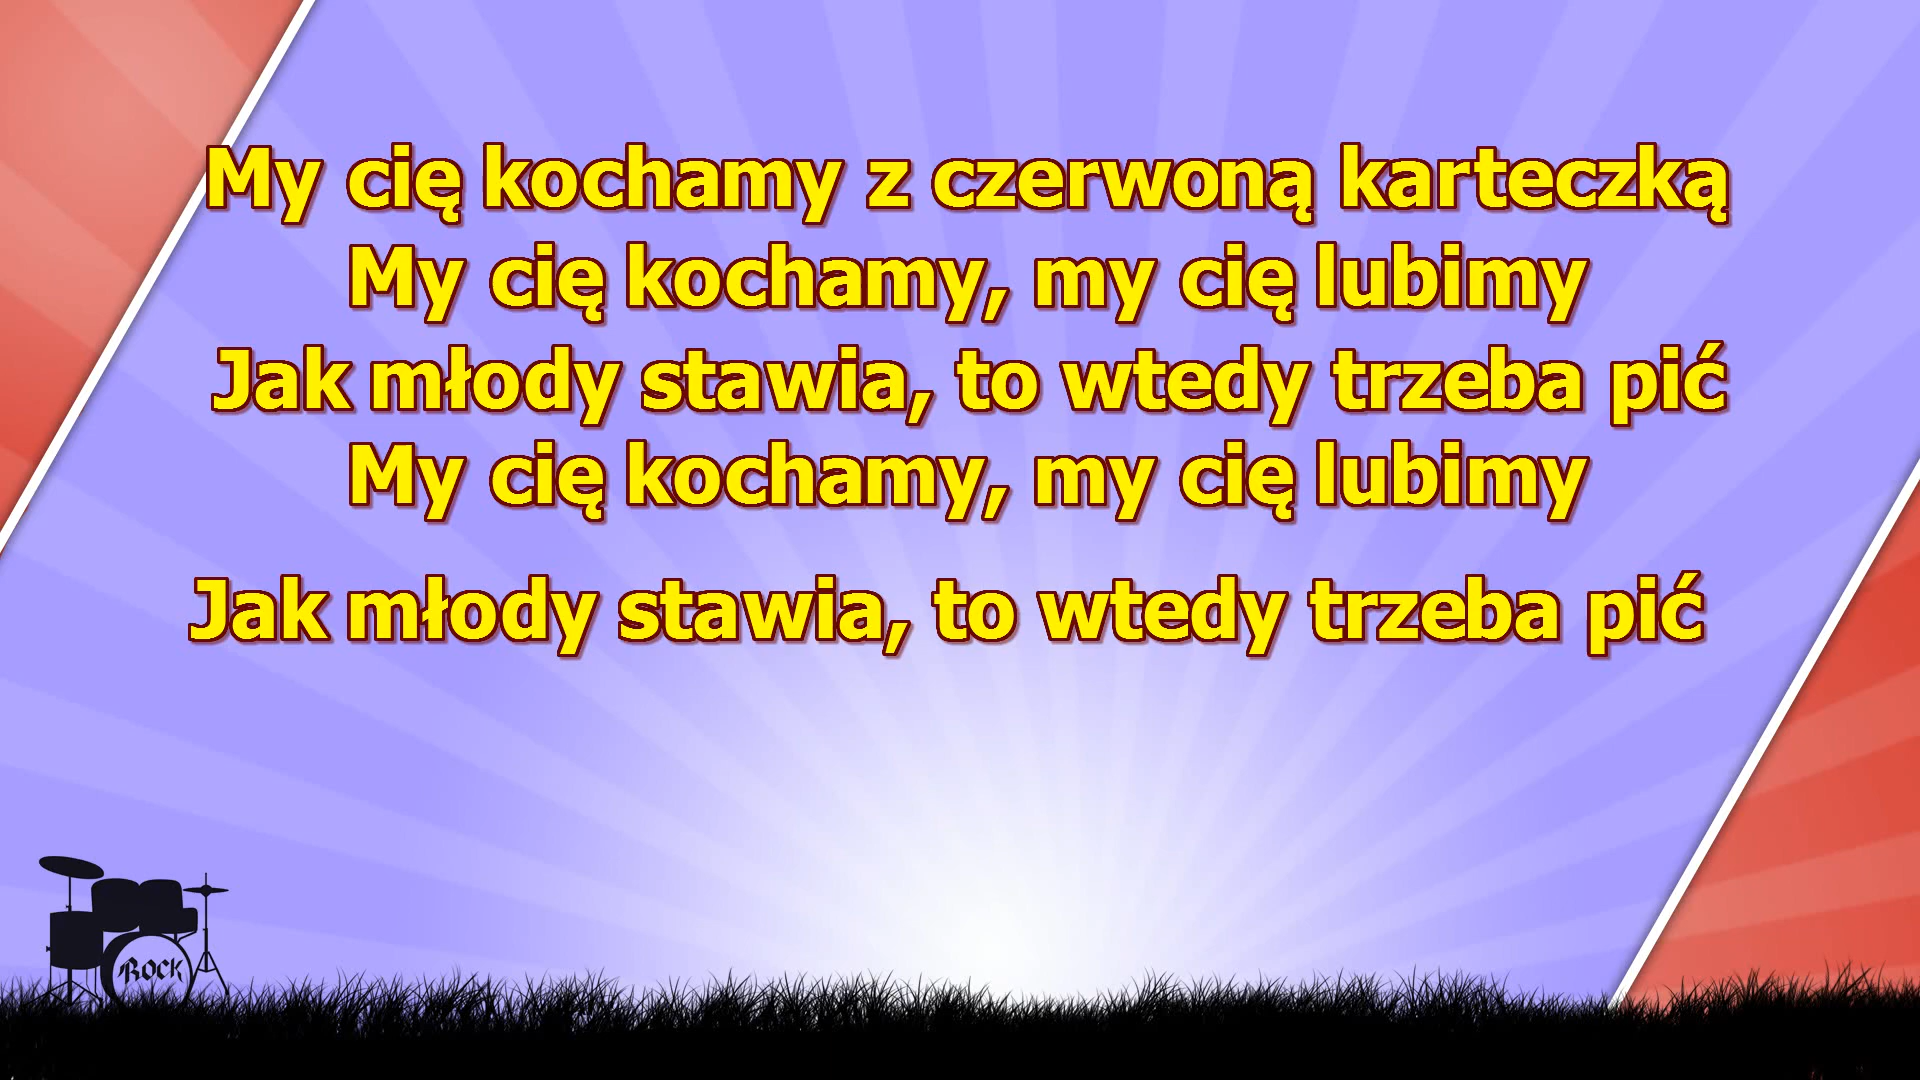 My cię kochamy z czerwoną karteczką
My cię kochamy, my cię lubimy
Jak młody stawia, to wtedy trzeba pić
My cię kochamy, my cię lubimy
Jak młody stawia, to wtedy trzeba pić
ROCK